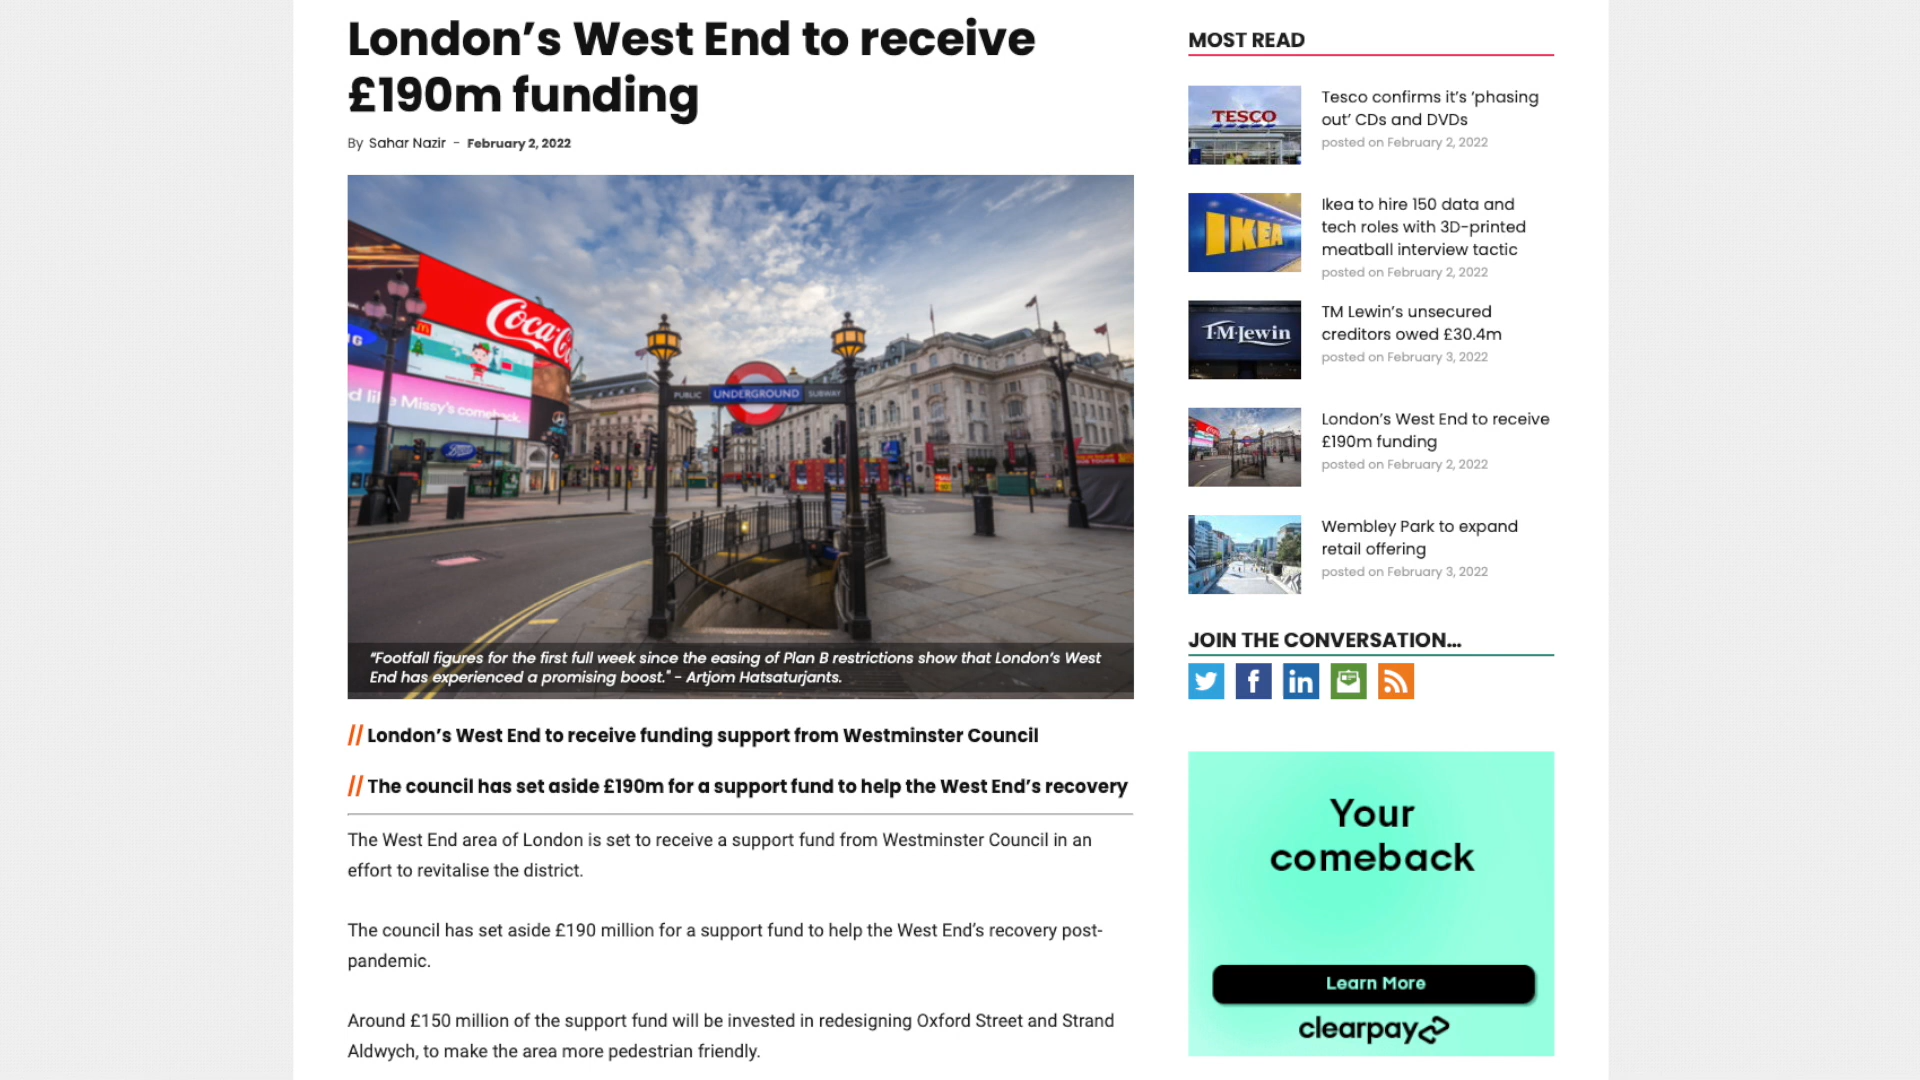 London’s West End to receive
£190m funding
By Sahar Nazir - February 2, 2022
Coca-C
G
d like Missy's comeback.
Boots
PUBLIC UNDERGROUND SUBWAY
“Footfall figures for the first full week since the easing of Plan B restrictions show that London’s West
End has experienced a promising boost." - Artjom Hatsaturjants.
// London’s West End to receive funding support from Westminster Council
// The council has set aside £190m for a support fund to help the West End’s recovery
The West End area of London is set to receive a support fund from Westminster Council in an
effort to revitalise the district.
The council has set aside £190 million for a support fund to help the West End’s recovery post-
pandemic.
Around £150 million of the support fund will be invested in redesigning Oxford Street and Strand
Aldwych, to make the area more pedestrian friendly.
MOST READ
TESCO
Tesco confirms it’s ‘phasing
out’ CDs and DVDs
posted on February 2, 2022
IKEA
Ikea to hire 150 data and
tech roles with 3D-printed
meatball interview tactic
posted on February 2, 2022
T.M.Lewin
TM Lewin’s unsecured
creditors owed £30.4m
posted on February 3, 2022
London’s West End to receive
£190m funding
posted on February 2, 2022
Wembley Park to expand
retail offering
posted on February 3, 2022
JOIN THE CONVERSATION...
Your
comeback
Learn More
clearpay